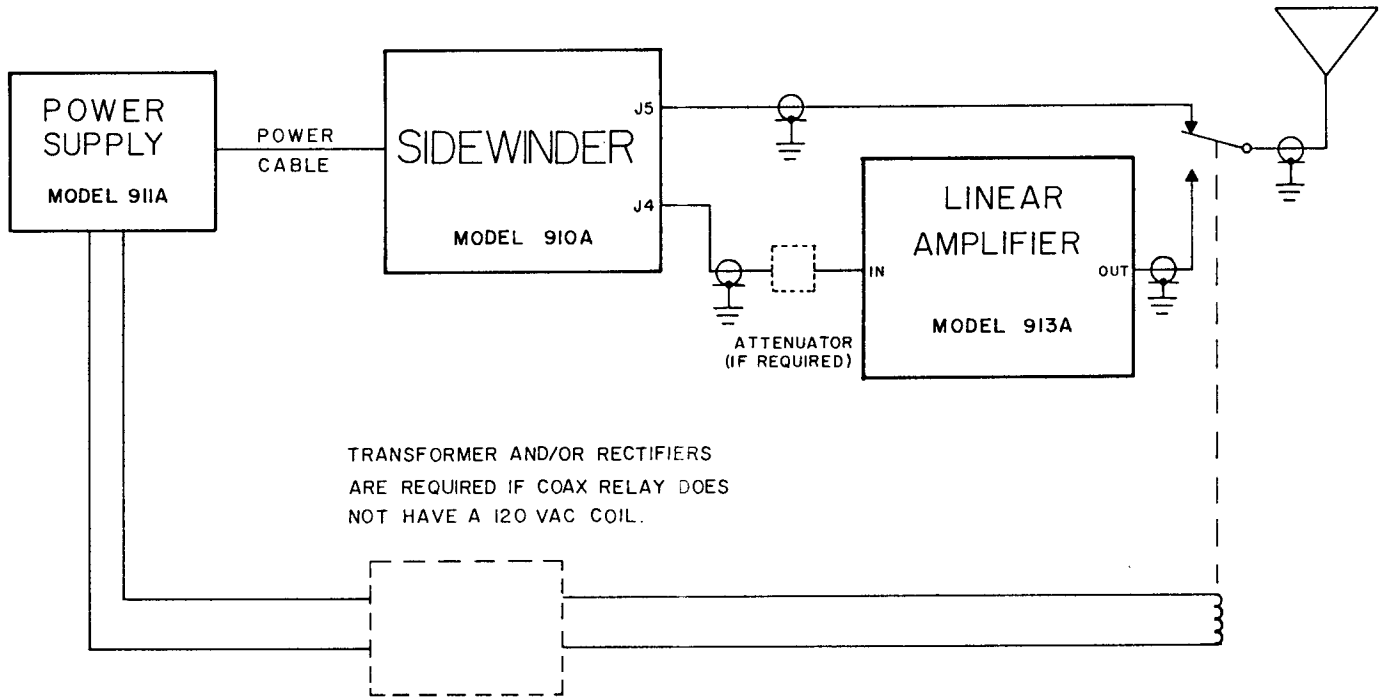 POWER
SUPPLY
MODEL 911A
POWER
CABLE
SIDEWINDER
MODEL 910A
J5
J4
ATTENUATOR
(IF REQUIRED)
IN
LINEAR
AMPLIFIER
MODEL 913A
OUT
TRANSFORMER AND/OR RECTIFIERS
ARE REQUIRED IF COAX RELAY DOES
NOT HAVE A 120 VAC COIL.